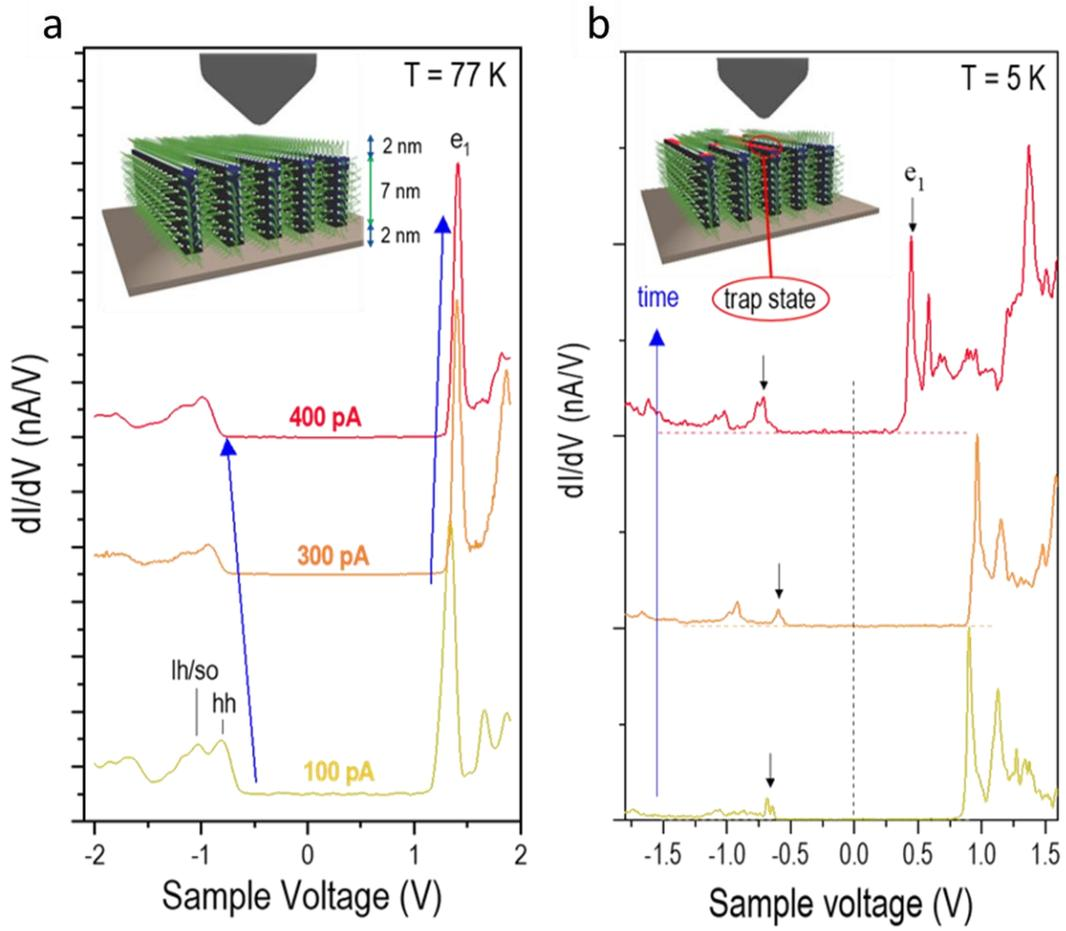 a
T = 77 K
2 nm
7 nm
2 nm
e1
400 pA
300 pA
lh/so
hh
100 pA
-2 -1 0 1 2
Sample Voltage (V)
dI/dV (nA/V)
b
T = 5 K
e1
time
trap state
-1.5 -1.0 -0.5 0.0 0.5 1.0 1.5
Sample voltage (V)
dI/dV (nA/V)